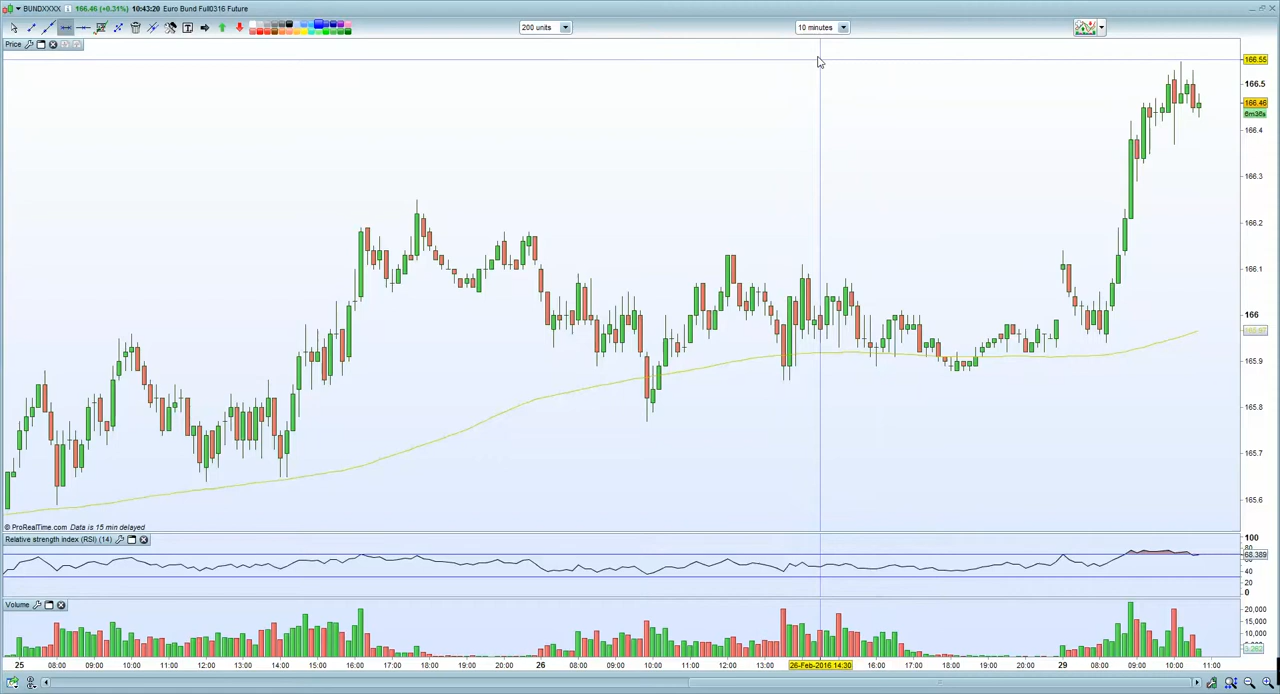 BUNDXXXX 166.46 (+0.31%) 10:43:20 Euro Bund Full0316 Future
200 units
10 minutes
Price
166.55
166.5
166.46
8m38s
166.4
166.3
166.2
166.1
166
165.9
165.8
165.7
165.6
© ProRealTime.com Data is 15 min delayed
Relative strength index (RSI) (14)
100
80
68.389
40
20
0
Volume
20,000
15,000
10,000
25 08:00 09:00 10:00 11:00 12:00 13:00 14:00 15:00 16:00 17:00 18:00 19:00 20:00 26 08:00 09:00 10:00 11:00 12:00 13:00 26-Feb-2016 14:30 16:00 17:00 18:00 19:00 20:00 29 08:00 09:00 10:00 11:00